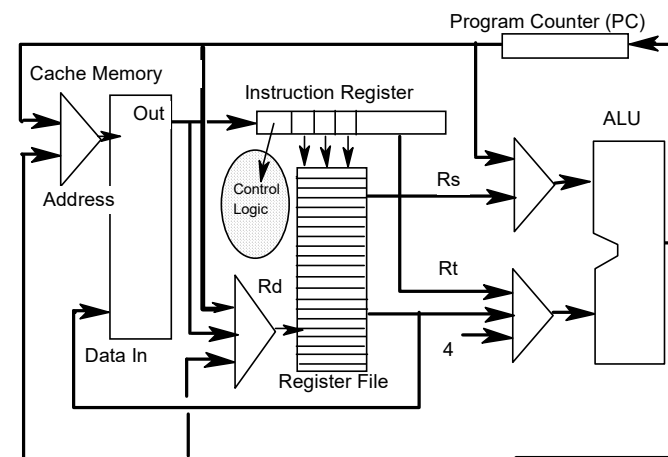 Program Counter (PC)
Cache Memory
Instruction Register
Out
ALU
Control
Logic
Rs
Address
Rt
Rd
4
Data In
Register File